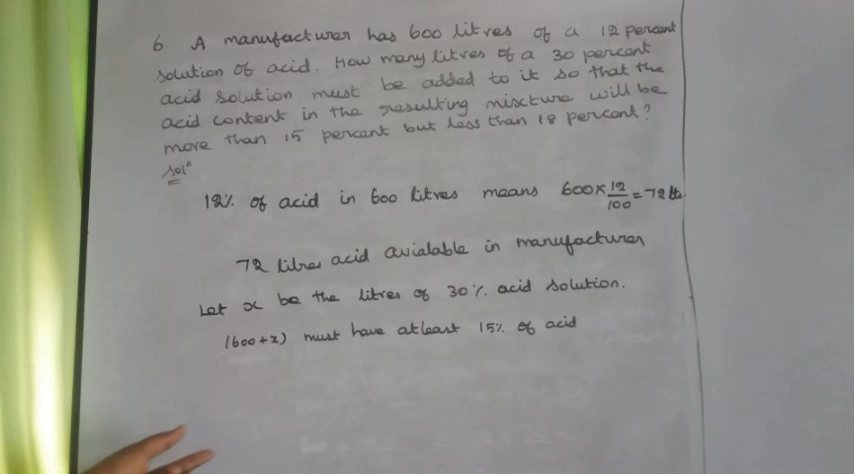 6. A manufacturer has 600 litres of a 12 percent
solution of acid. How many litres of a 30 percent
acid solution must be added to it so that the
acid content in the resulting mixture will be
more than 15 percent but less than 18 percent?
Solⁿ
12% of acid in 600 litres means 600 × 12/100 = 72 lt.
72 litres acid avialable in manufacturer
Let x be the litres of 30% acid solution.
(600+x) must have atleast 15% of acid